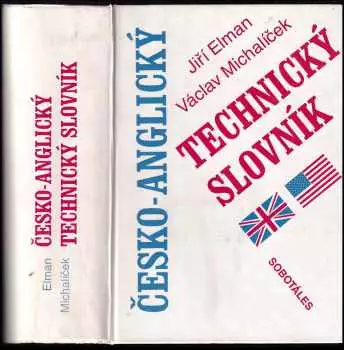 Elman
Michalíček
ČESKO-ANGLICKÝ
TECHNICKÝ SLOVNÍK
ČESKO-ANGLICKÝ
Jiří Elman
Václav Michalíček
TECHNICKÝ
SLOVNÍK
SOBOTÁLES